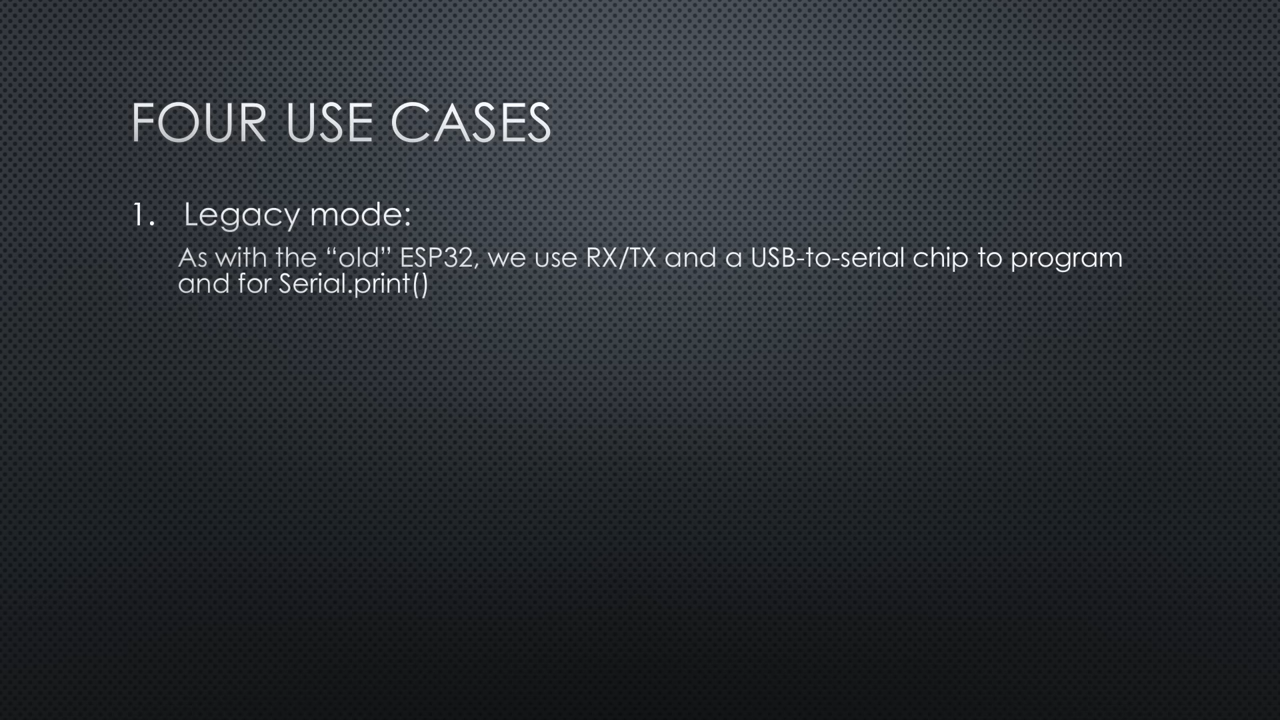 FOUR USE CASES
1. Legacy mode:
As with the “old” ESP32, we use RX/TX and a USB-to-serial chip to program
and for Serial.print()